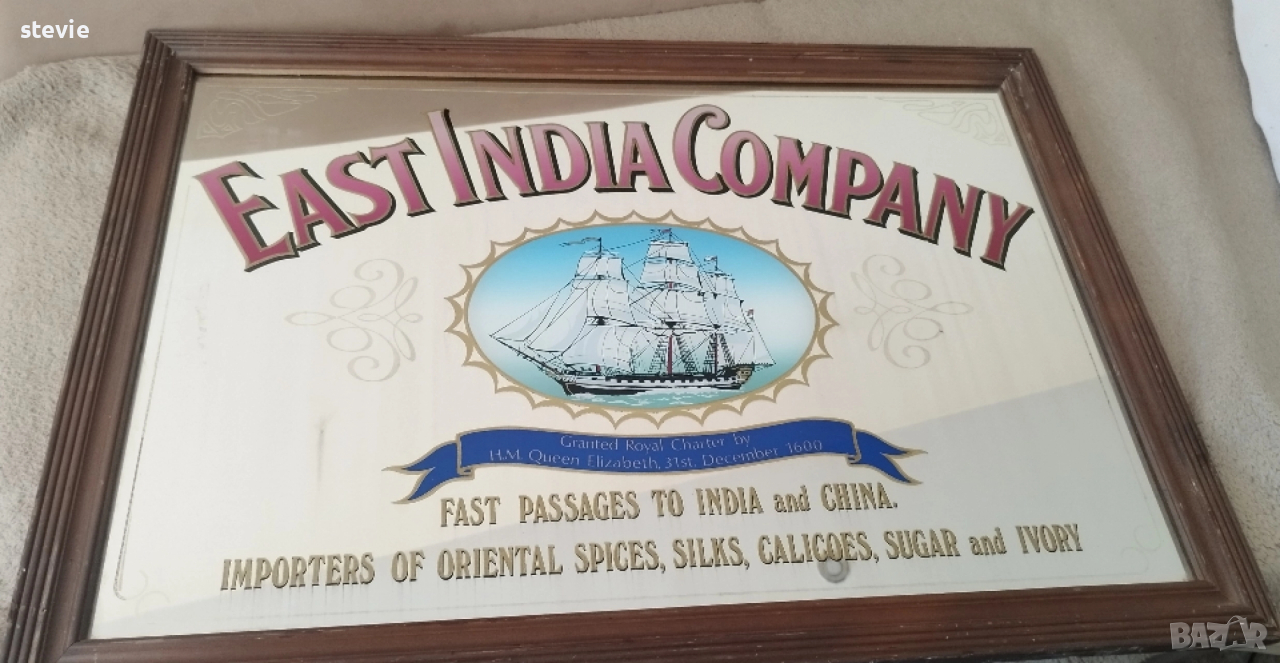 stevie
EAST INDIA COMPANY
Granted Royal Charter by
H.M. Queen Elizabeth, 31st. December 1600
FAST PASSAGES TO INDIA and CHINA.
IMPORTERS OF ORIENTAL SPICES, SILKS, CALICOES, SUGAR and IVORY
BAZAR